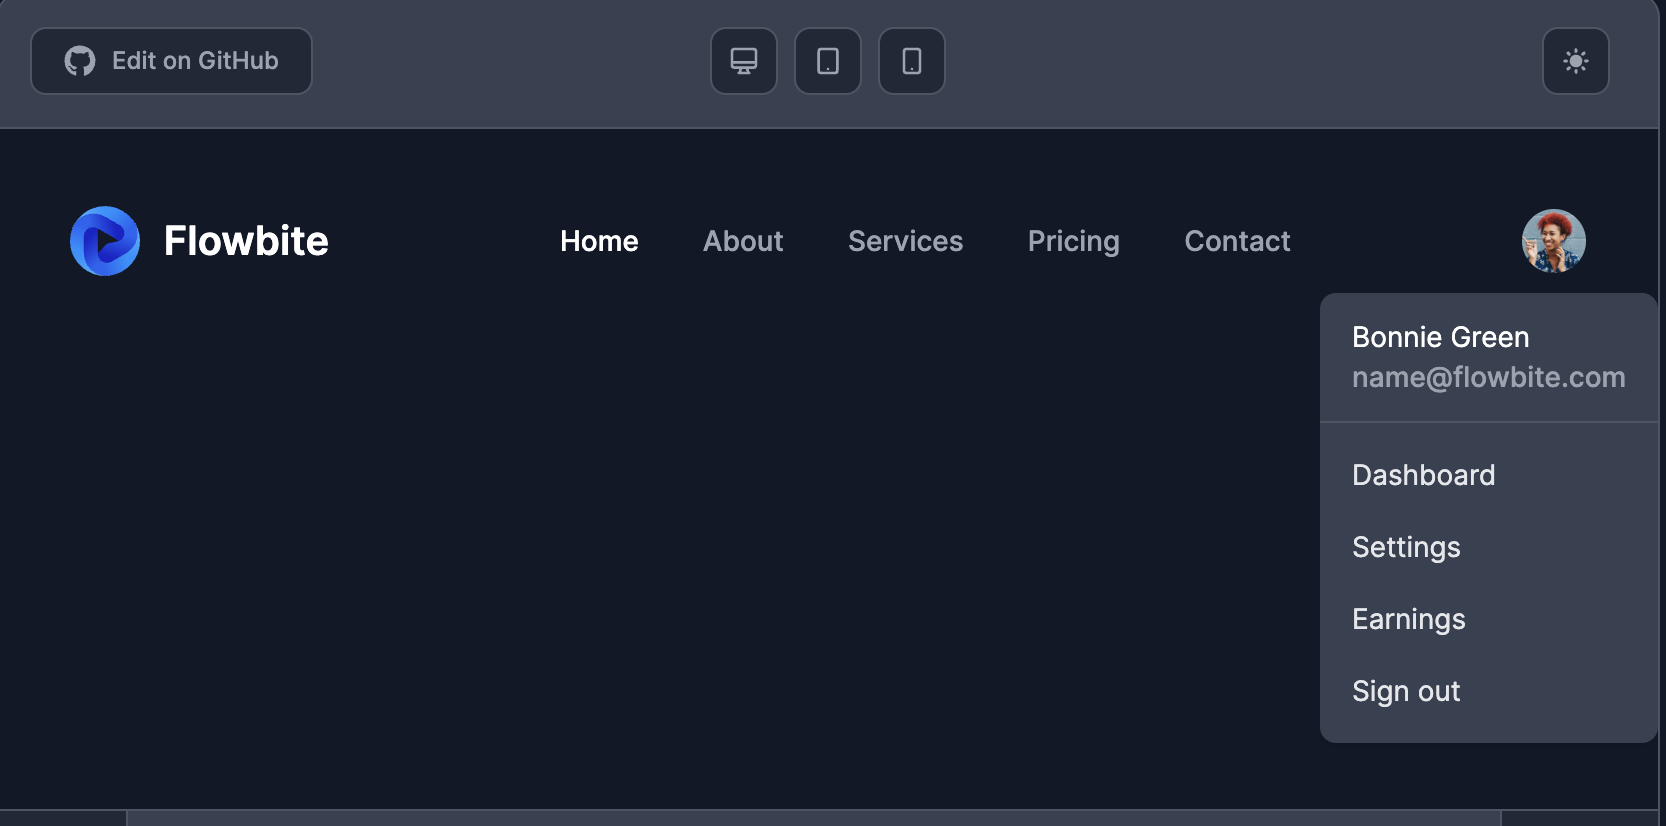 Edit on GitHub
Flowbite
Home About Services Pricing Contact
Bonnie Green
name@flowbite.com
Dashboard
Settings
Earnings
Sign out